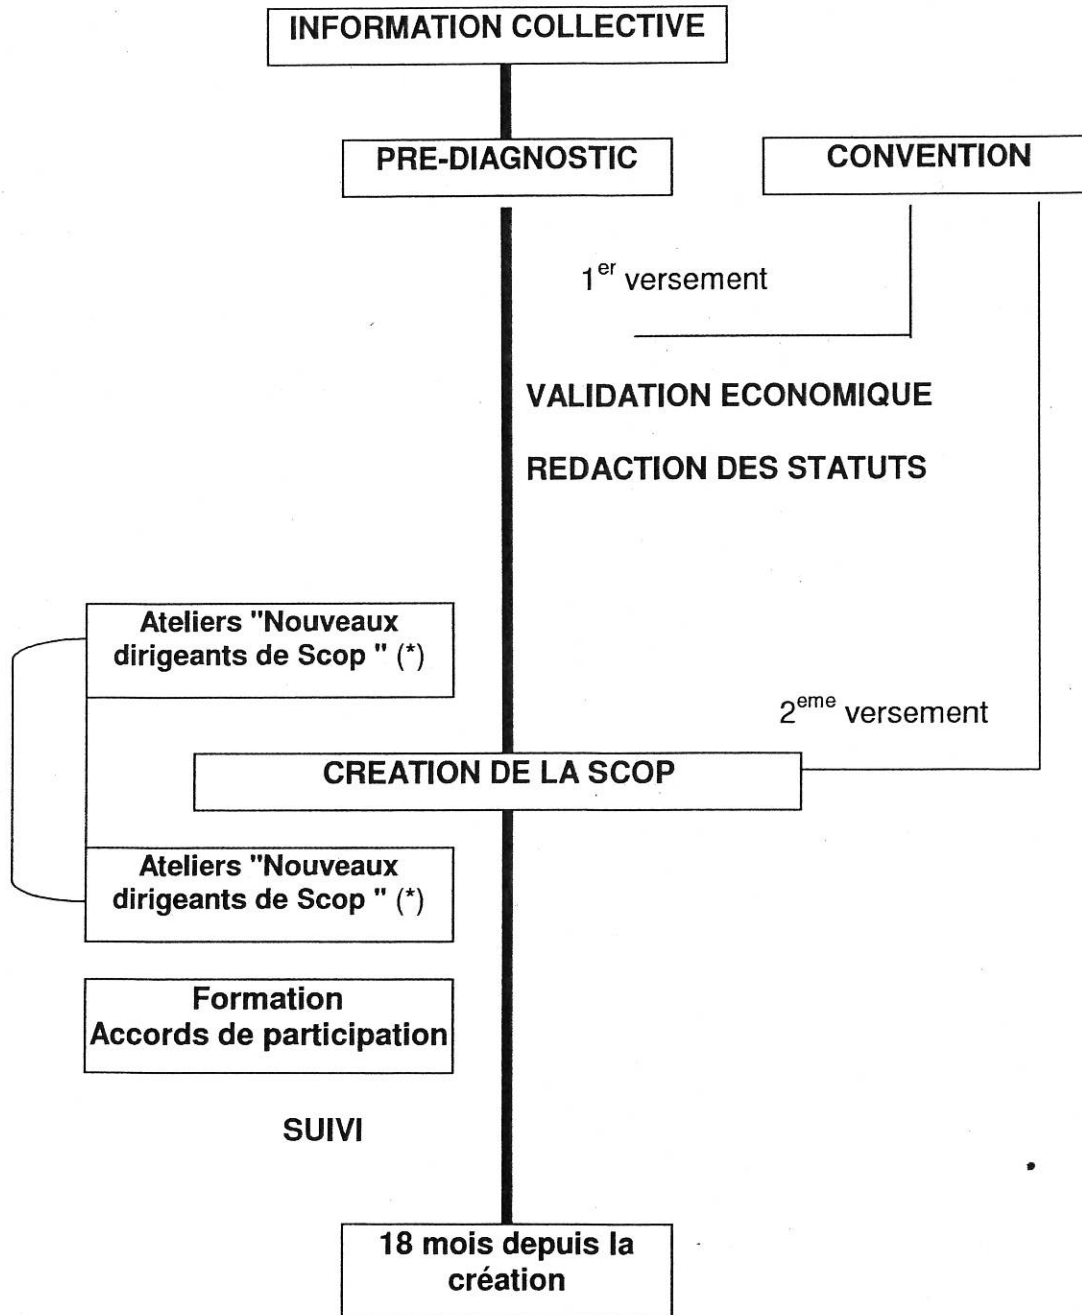 INFORMATION COLLECTIVE
PRE-DIAGNOSTIC
CONVENTION
1er versement
VALIDATION ECONOMIQUE
REDACTION DES STATUTS
Ateliers "Nouveaux
dirigeants de Scop " (*)
2eme versement
CREATION DE LA SCOP
Ateliers "Nouveaux
dirigeants de Scop " (*)
Formation
Accords de participation
SUIVI
18 mois depuis la
création